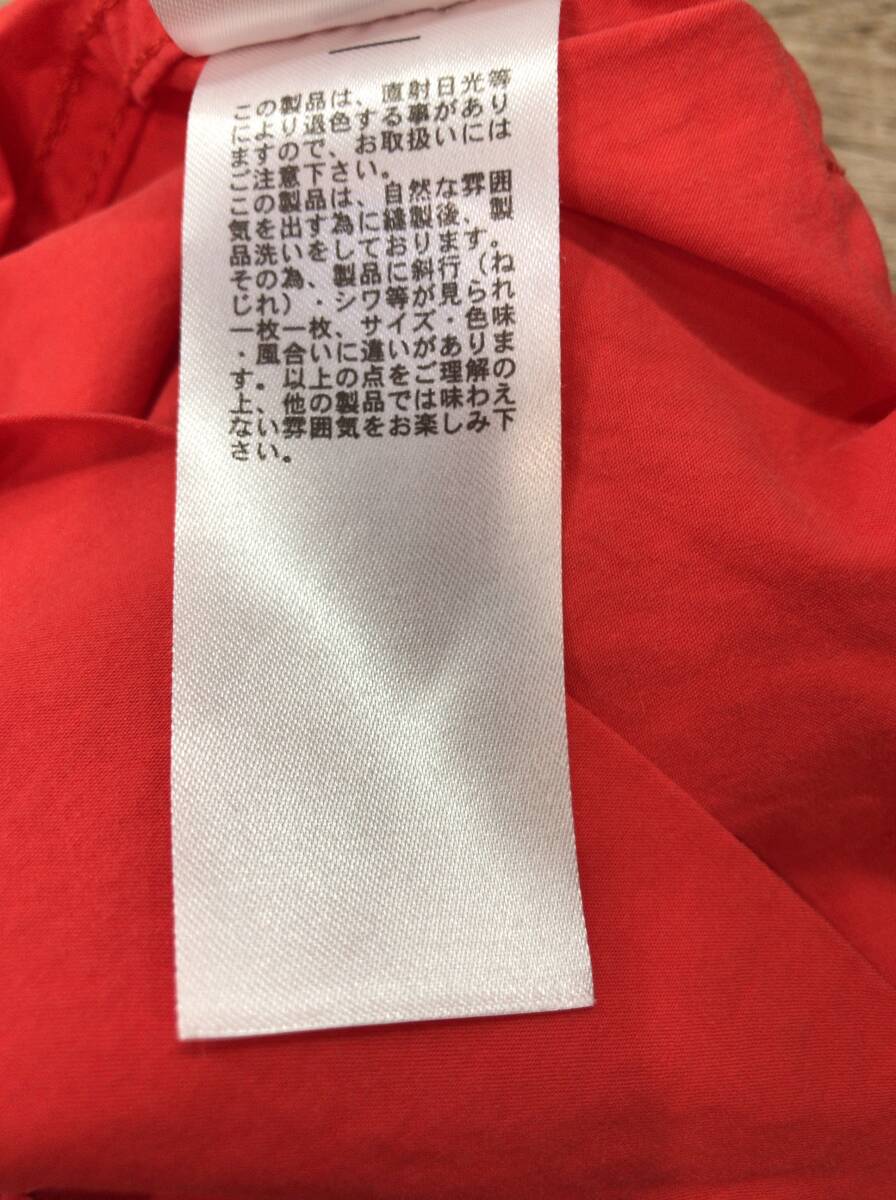 この製品は、直射日光等
により過色する事があり
ますので、お取扱いには
ご注意下さい。
この製品は、自然な雰囲
気を出す為に縫製後、製
品洗いをしております。
その為、製品に斜行（ね
じれ）・シワ等が見られ
一枚一枚、サイズ・色味
・風合いに違いがありま
す。以上の点をご理解の
上、他の製品では味わえ
ない雰囲気をお楽しみ下
さい。